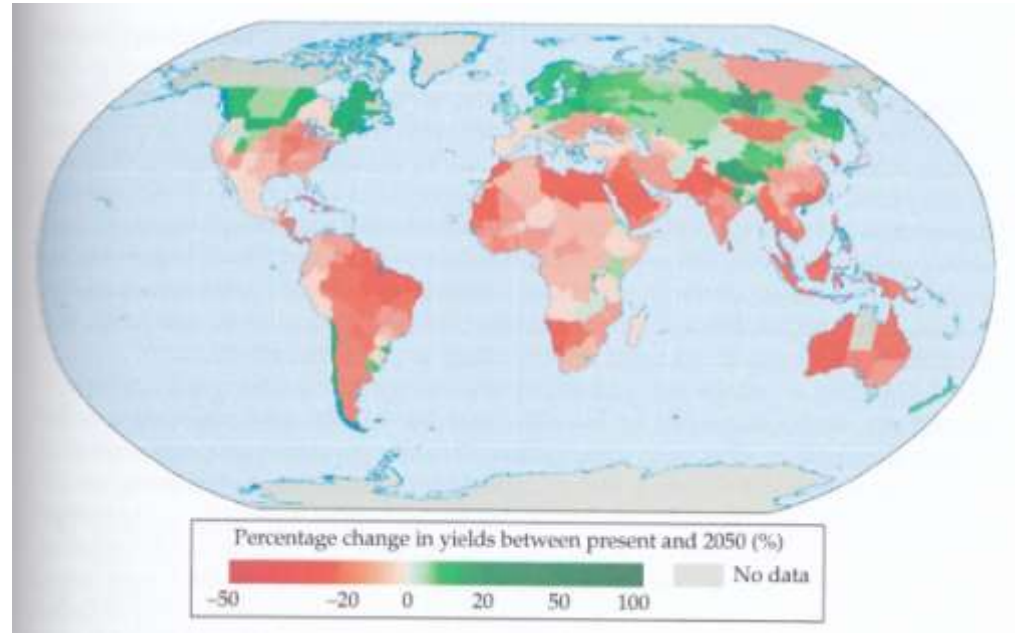 Percentage change in yields between present and 2050 (%)
No data
–50 –20 0 20 50 100